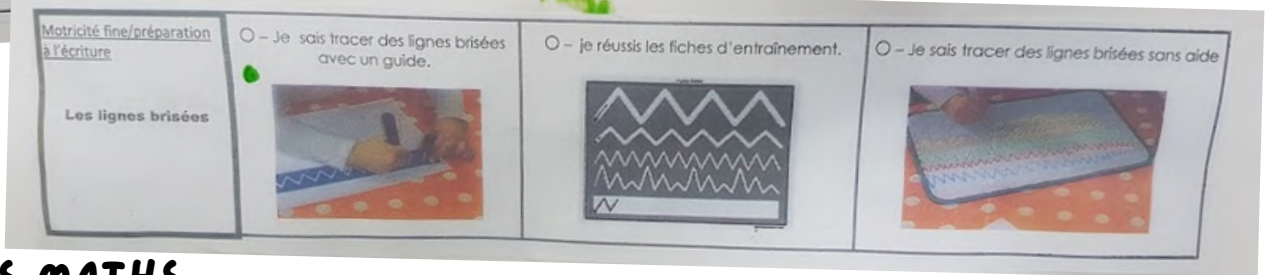 Motricité fine/préparation
à l'écriture
Les lignes brisées
O – Je sais tracer des lignes brisées
avec un guide.
O – je réussis les fiches d'entraînement.
O – Je sais tracer des lignes brisées sans aide
S MATHS